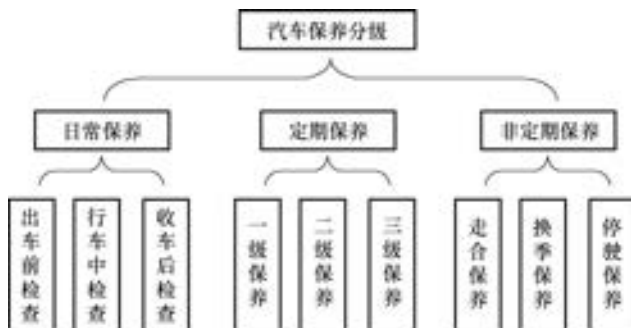 汽车保养分级
日常保养
定期保养
非定期保养
出车前检查
行车中检查
收车后检查
一级保养
二级保养
三级保养
走合保养
换季保养
停驶保养